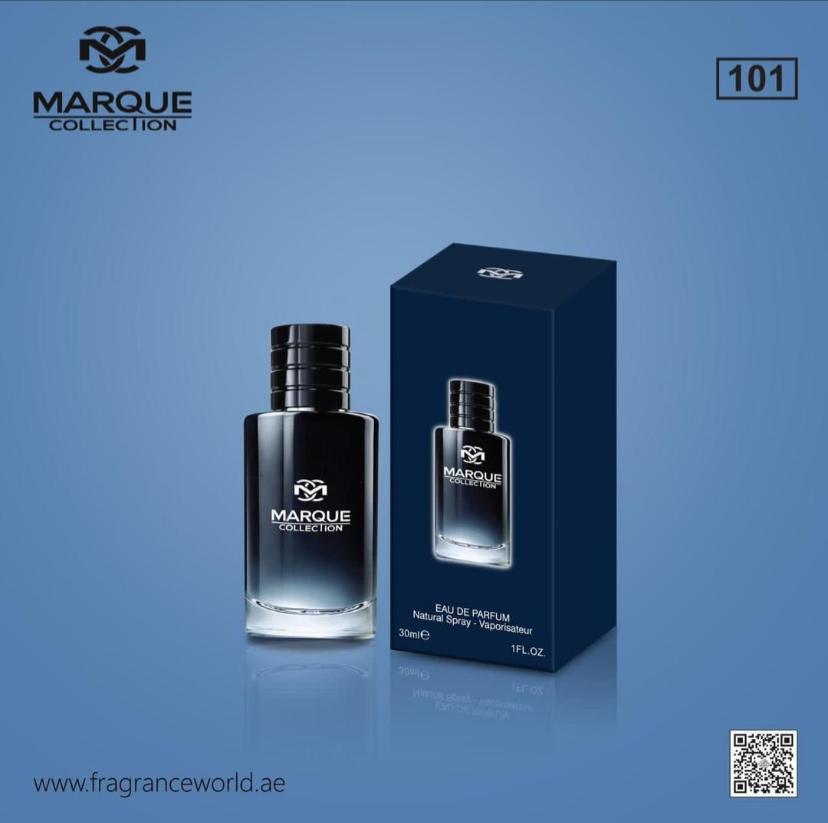 MARQUE
COLLECTION
101
MARQUE
COLLECTION
MARQUE
COLLECTION
EAU DE PARFUM
Natural Spray - Vaporisateur
30ml℮
1FL.OZ.
www.fragranceworld.ae